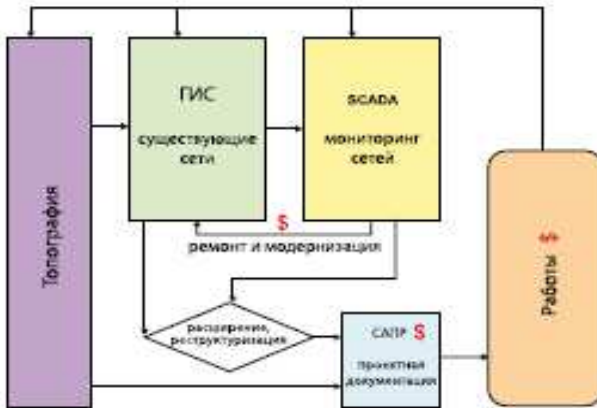 Топография
ГИС
существующие
сети
SCADA
мониторинг
сетей
$
ремонт и модернизация
расширение,
реструктуризация
САПР $
проектная
документация
Работы $